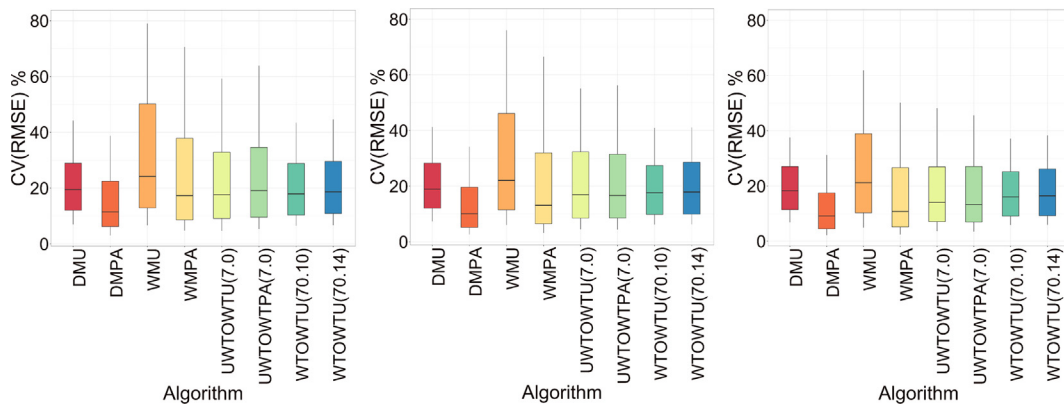 CV(RMSE) %
80
60
40
20
0
DMU
DMPA
WMU
WMPA
UWTOWTU(7.0)
UWTOWTPA(7.0)
WTOWTU(70.10)
WTOWTU(70.14)
Algorithm
CV(RMSE) %
80
60
40
20
0
DMU
DMPA
WMU
WMPA
UWTOWTU(7.0)
UWTOWTPA(7.0)
WTOWTU(70.10)
WTOWTU(70.14)
Algorithm
CV(RMSE) %
80
60
40
20
0
DMU
DMPA
WMU
WMPA
UWTOWTU(7.0)
UWTOWTPA(7.0)
WTOWTU(70.10)
WTOWTU(70.14)
Algorithm